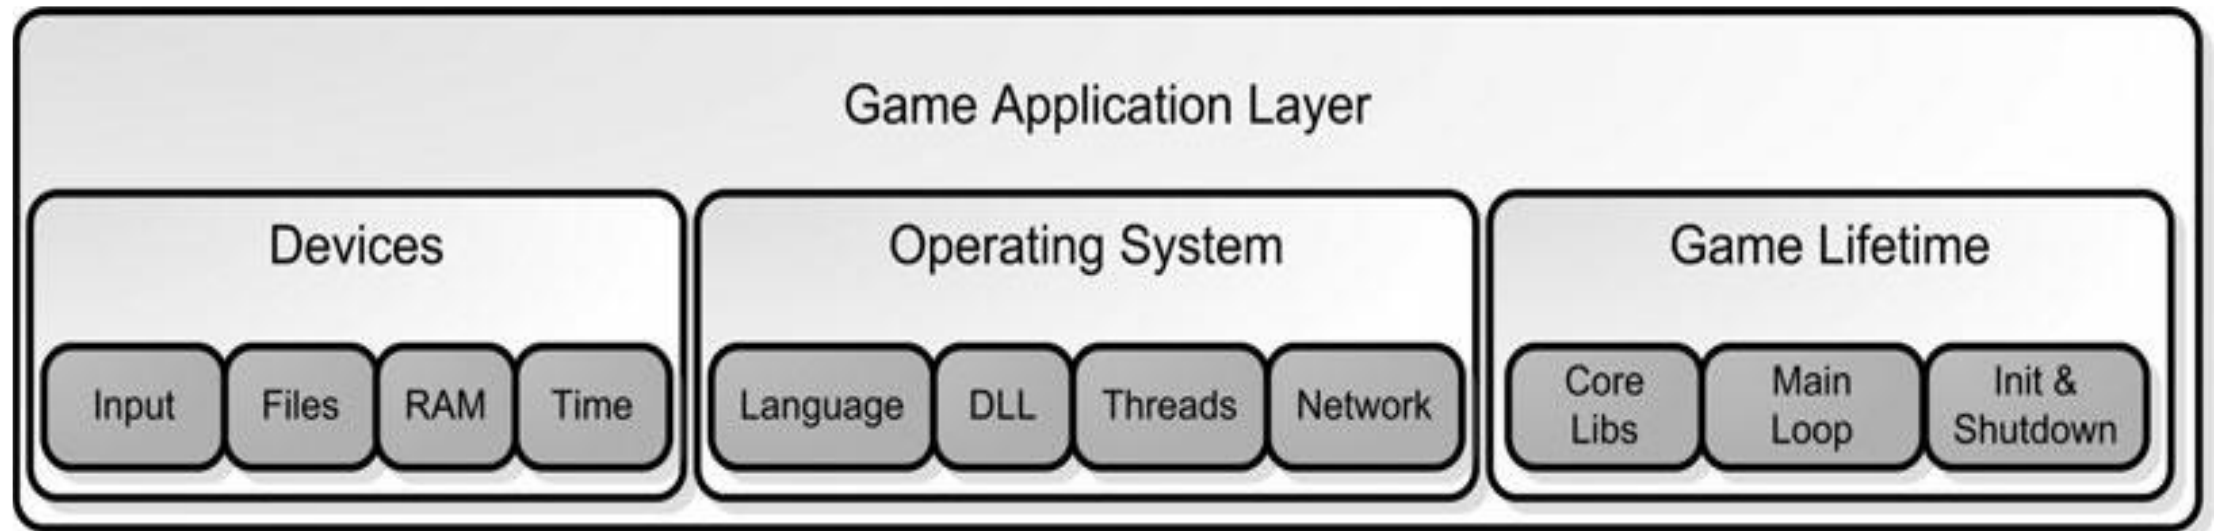 Game Application Layer
Devices
Operating System
Game Lifetime
Input
Files
RAM
Time
Language
DLL
Threads
Network
Core
Libs
Main
Loop
Init &
Shutdown